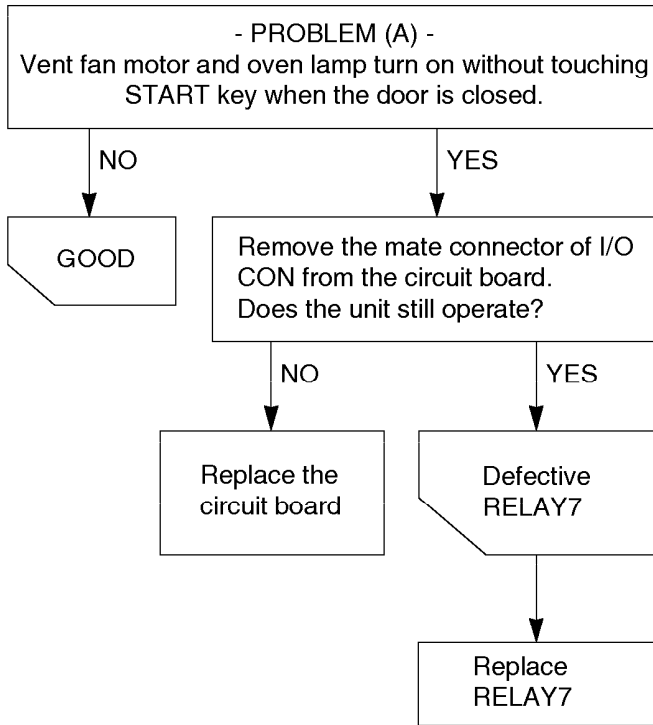 - PROBLEM (A) -
Vent fan motor and oven lamp turn on without touching
START key when the door is closed.
NO
YES
GOOD
Remove the mate connector of I/O
CON from the circuit board.
Does the unit still operate?
NO
YES
Replace the
circuit board
Defective
RELAY7
Replace
RELAY7